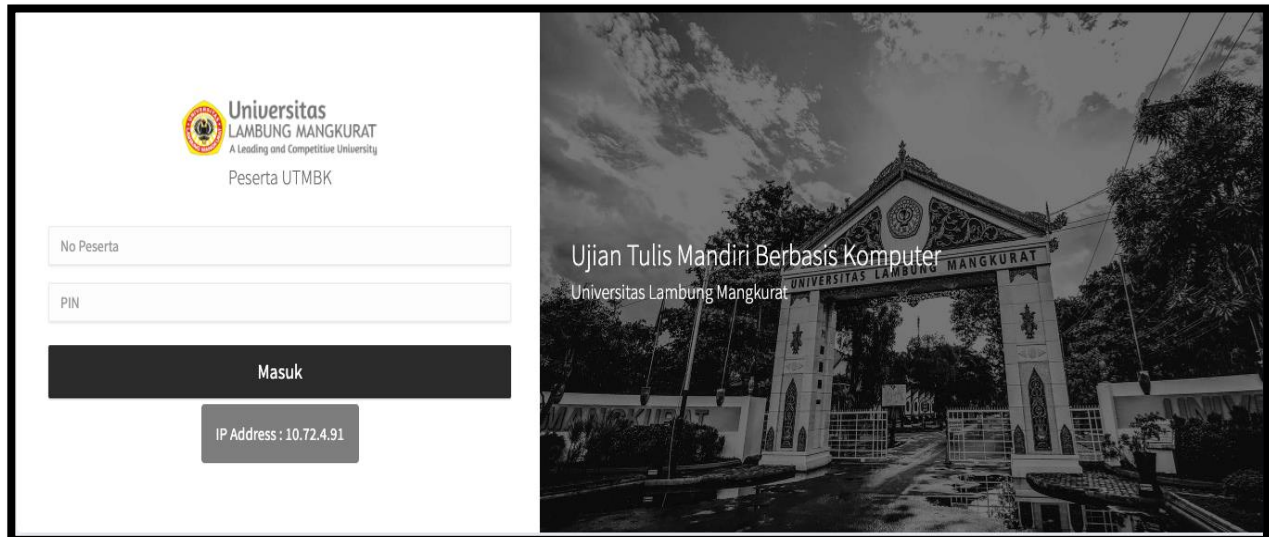 Universitas
LAMBUNG MANGKURAT
A Leading and Competitive University
Peserta UTMBK
No Peserta
PIN
Masuk
IP Address : 10.72.4.91
Ujian Tulis Mandiri Berbasis Komputer
Universitas Lambung Mangkurat
UNIVERSITAS LAMBUNG MANGKURAT